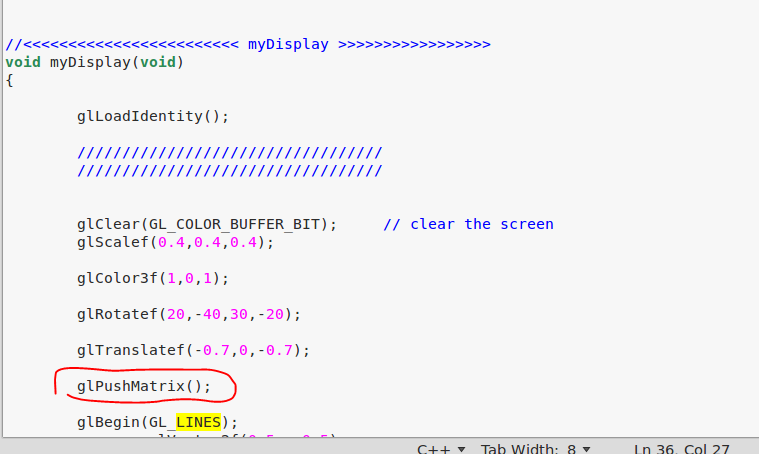 //<<<<<<<<<<<<<<<<<<<<<<<< myDisplay >>>>>>>>>>>>>>>>>
void myDisplay(void)
{
glLoadIdentity();
//////////////////////////////////
//////////////////////////////////
glClear(GL_COLOR_BUFFER_BIT); // clear the screen
glScalef(0.4,0.4,0.4);
glColor3f(1,0,1);
glRotatef(20,-40,30,-20);
glTranslatef(-0.7,0,-0.7);
glPushMatrix();
glBegin(GL_LINES);
C++ Tab Width: 8 Ln 36, Col 27